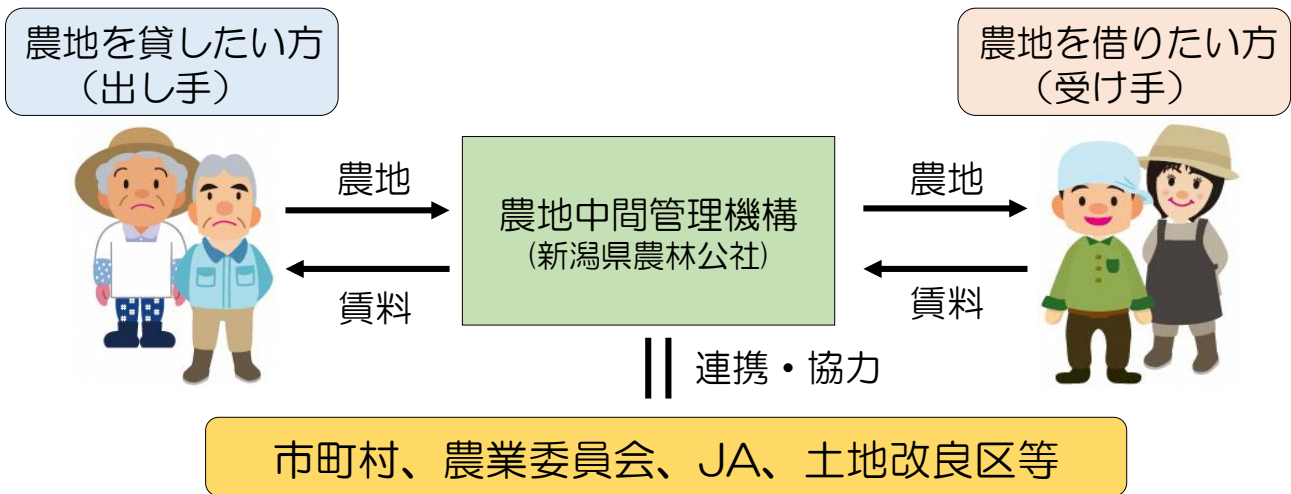 農地を貸したい方
（出し手）
農地を借りたい方
（受け手）
農地
賃料
農地中間管理機構
(新潟県農林公社)
農地
賃料
連携・協力
市町村、農業委員会、JA、土地改良区等